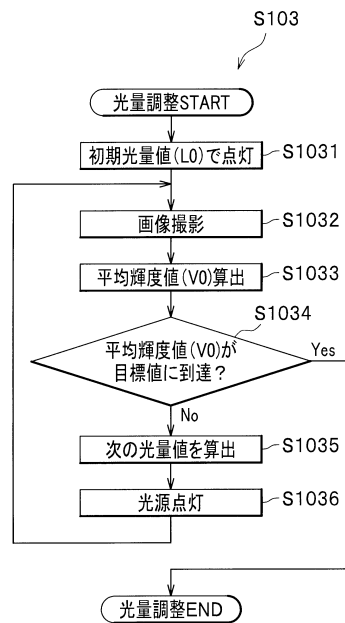 S103
光量調整START
初期光量値(L0)で点灯
S1031
画像撮影
S1032
平均輝度値(V0)算出
S1033
S1034
平均輝度値(V0)が
目標値に到達?
Yes
No
次の光量値を算出
S1035
光源点灯
S1036
光量調整END